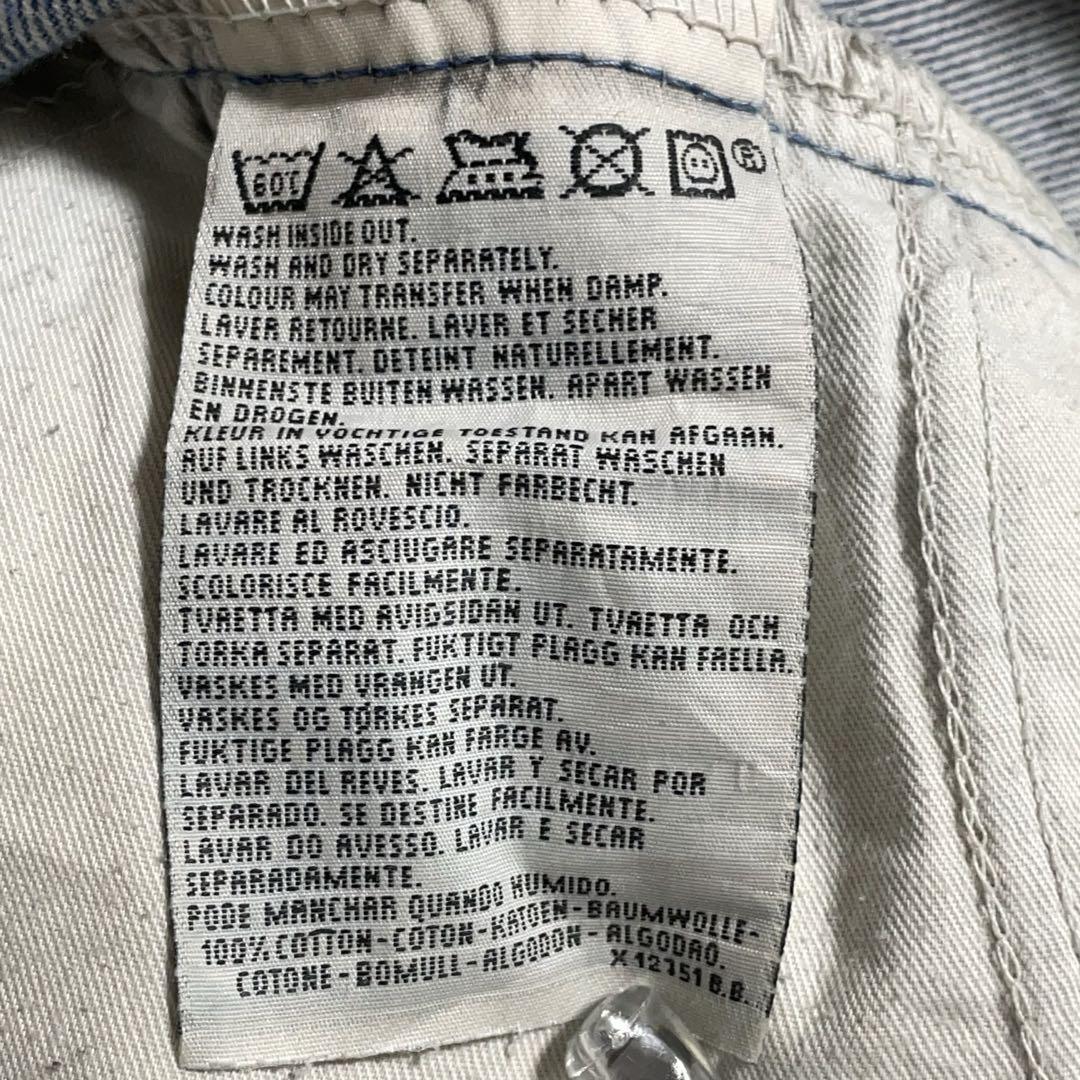 60°C ®
WASH INSIDE OUT.
WASH AND DRY SEPARATELY.
COLOUR MAY TRANSFER WHEN DAMP.
LAVER RETOURNE. LAVER ET SECHER
SEPAREMENT. DETEINT NATURELLEMENT.
BINNENSTE BUITEN WASSEN. APART WASSEN
EN DROGEN.
KLEUR IN VOCHTIGE TOESTAND KAN AFGAAN.
AUF LINKS WASCHEN. SEPARAT WASCHEN
UND TROCKNEN. NICHT FARBECHT.
LAVARE AL ROVESCIO.
LAVARE ED ASCIUGARE SEPARATAMENTE.
SCOLORISCE FACILMENTE.
TVAETTA MED AVIGSIDAN UT. TVAETTA OCH
TORKA SEPARAT. FUKTIGT PLAGG KAN FAELLA.
VASKES MED VRANGEN UT.
VASKES OG TØRKES SEPARAT.
FUKTIGE PLAGG KAN FARGE AV.
LAVAR DEL REVES. LAVAR Y SECAR POR
SEPARADO. SE DESTINE FACILMENTE.
LAVAR DO AVESSO. LAVAR E SECAR
SEPARADAMENTE.
PODE MANCHAR QUANDO HUMIDO.
100% COTTON-COTON-KATOEN-BAUMWOLLE-
COTONE-BOMULL-ALGODON-ALGODAO.
X 12151 B.B.